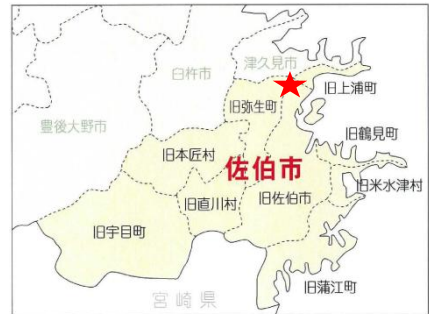 津久見市
臼杵市
旧上浦町
旧弥生町
豊後大野市
旧鶴見町
旧本匠村
佐伯市
旧米水津村
旧直川村
旧佐伯市
旧宇目町
旧蒲江町
宮崎県